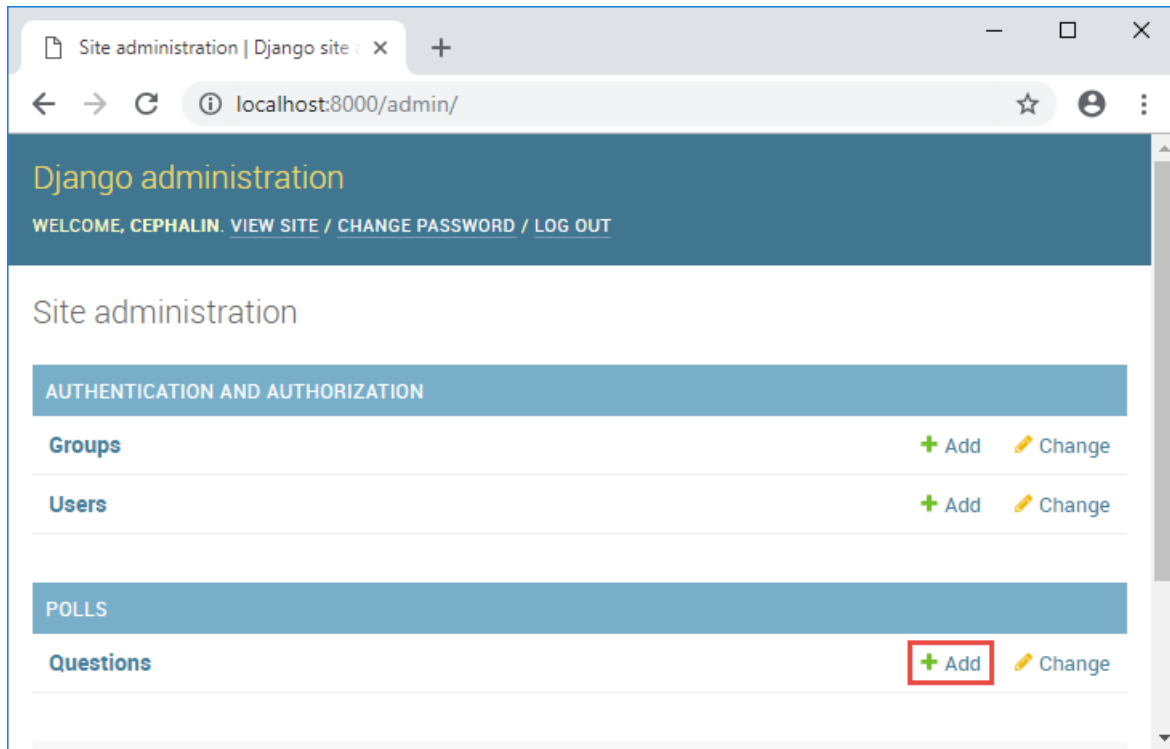 Site administration | Django site
localhost:8000/admin/
Django administration
WELCOME, CEPHALIN. VIEW SITE / CHANGE PASSWORD / LOG OUT
Site administration
AUTHENTICATION AND AUTHORIZATION
Groups Add Change
Users Add Change
POLLS
Questions Add Change